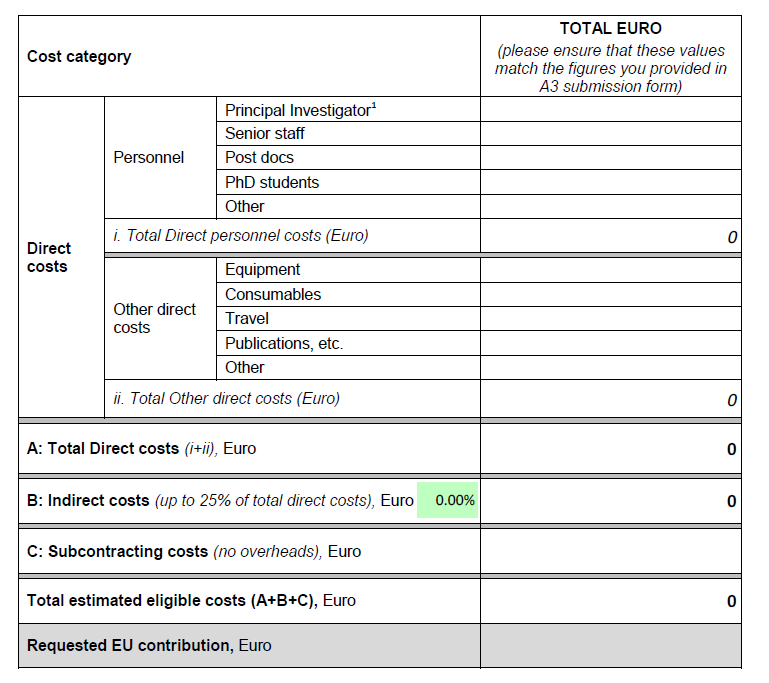 Cost category
TOTAL EURO
(please ensure that these values
match the figures you provided in
A3 submission form)
Direct
costs
Personnel
Principal Investigator1
Senior staff
Post docs
PhD students
Other
i. Total Direct personnel costs (Euro) 0
Other direct
costs
Equipment
Consumables
Travel
Publications, etc.
Other
ii. Total Other direct costs (Euro) 0
A: Total Direct costs (i+ii), Euro 0
B: Indirect costs (up to 25% of total direct costs), Euro 0.00% 0
C: Subcontracting costs (no overheads), Euro
Total estimated eligible costs (A+B+C), Euro 0
Requested EU contribution, Euro